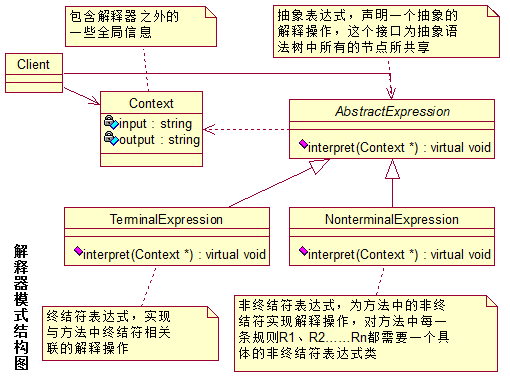 包含解释器之外的
一些全局信息
抽象表达式，声明一个抽象的
解释操作，这个接口为抽象语
法树中所有的节点所共享
Client
Context
input : string
output : string
AbstractExpression
interpret(Context *) : virtual void
TerminalExpression
interpret(Context *) : virtual void
NonterminalExpression
interpret(Context *) : virtual void
解释器模式结构图
终结符表达式，实现
与方法中终结符相关
联的解释操作
非终结符表达式，为方法中的非终
结符实现解释操作，对方法中每一
条规则R1、R2……Rn都需要一个具
体的非终结符表达式类